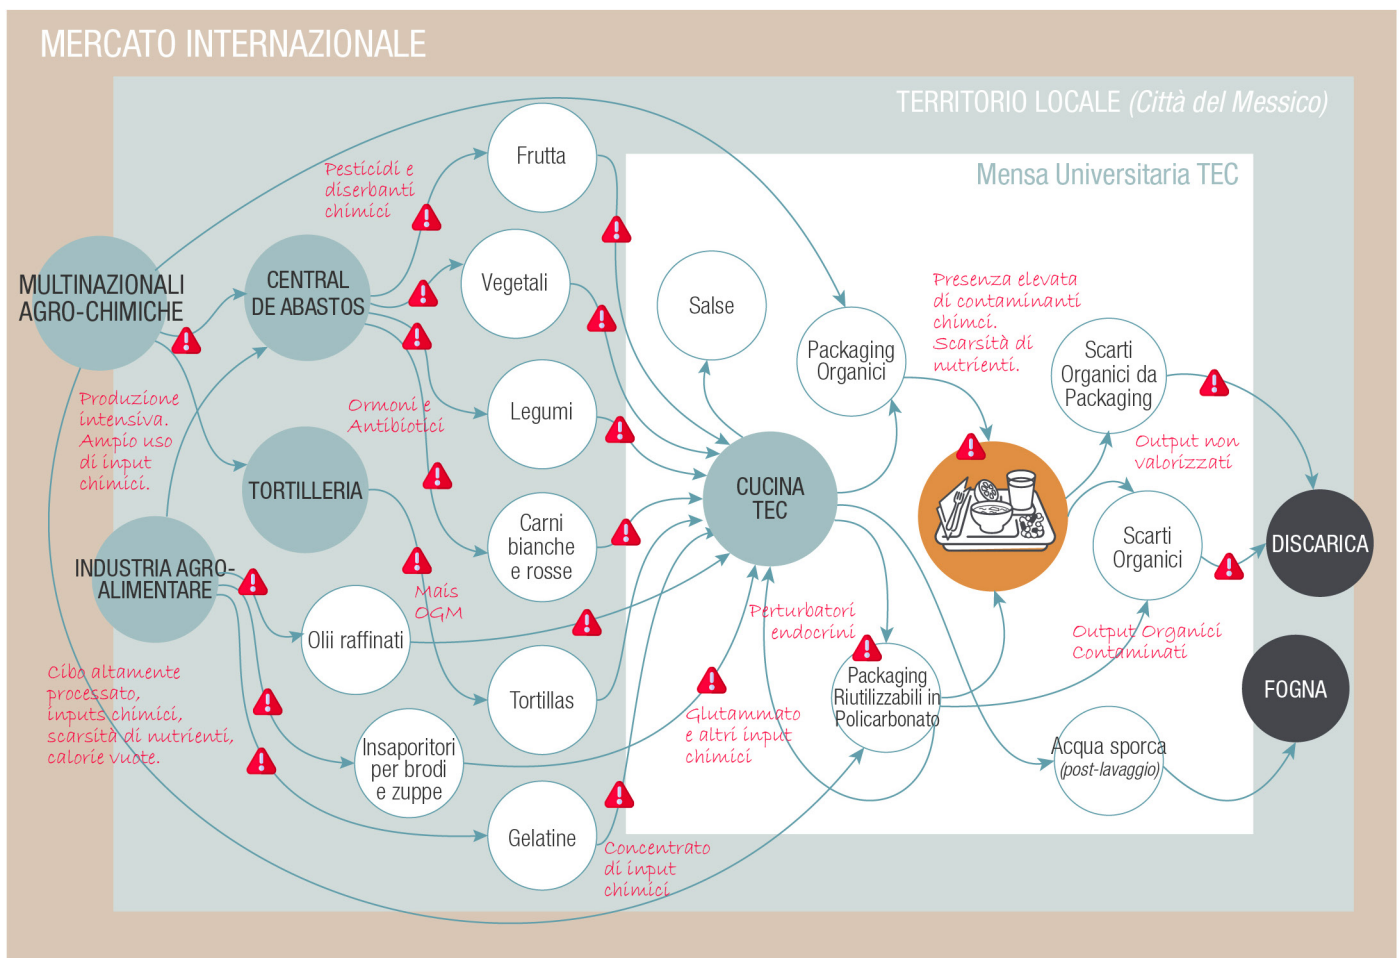 MERCATO INTERNAZIONALE
TERRITORIO LOCALE (Città del Messico)
Mensa Universitaria TEC
MULTINAZIONALI
AGRO-CHIMICHE
CENTRAL
DE ABASTOS
TORTILLERIA
INDUSTRIA AGRO-
ALIMENTARE
Pesticidi e
diserbanti
chimici
Produzione
intensiva.
Ampio uso
di input
chimici.
Ormoni e
Antibiotici
Mais
OGM
Cibo altamente
processato,
inputs chimici,
scarsità di nutrienti,
calorie vuote.
Frutta
Vegetali
Legumi
Carni
bianche
e rosse
Olii raffinati
Tortillas
Insaporitori
per brodi
e zuppe
Gelatine
Concentrato
di input
chimici
Glutammato
e altri input
chimici
Salse
CUCINA
TEC
Packaging
Organici
Perturbatori
endocrini
Packaging
Riutilizzabili in
Policarbonato
Presenza elevata
di contaminanti
chimci.
Scarsità di
nutrienti.
Scarti
Organici da
Packaging
Output non
valorizzati
Scarti
Organici
Output Organici
Contaminati
Acqua sporca
(post-lavaggio)
DISCARICA
FOGNA